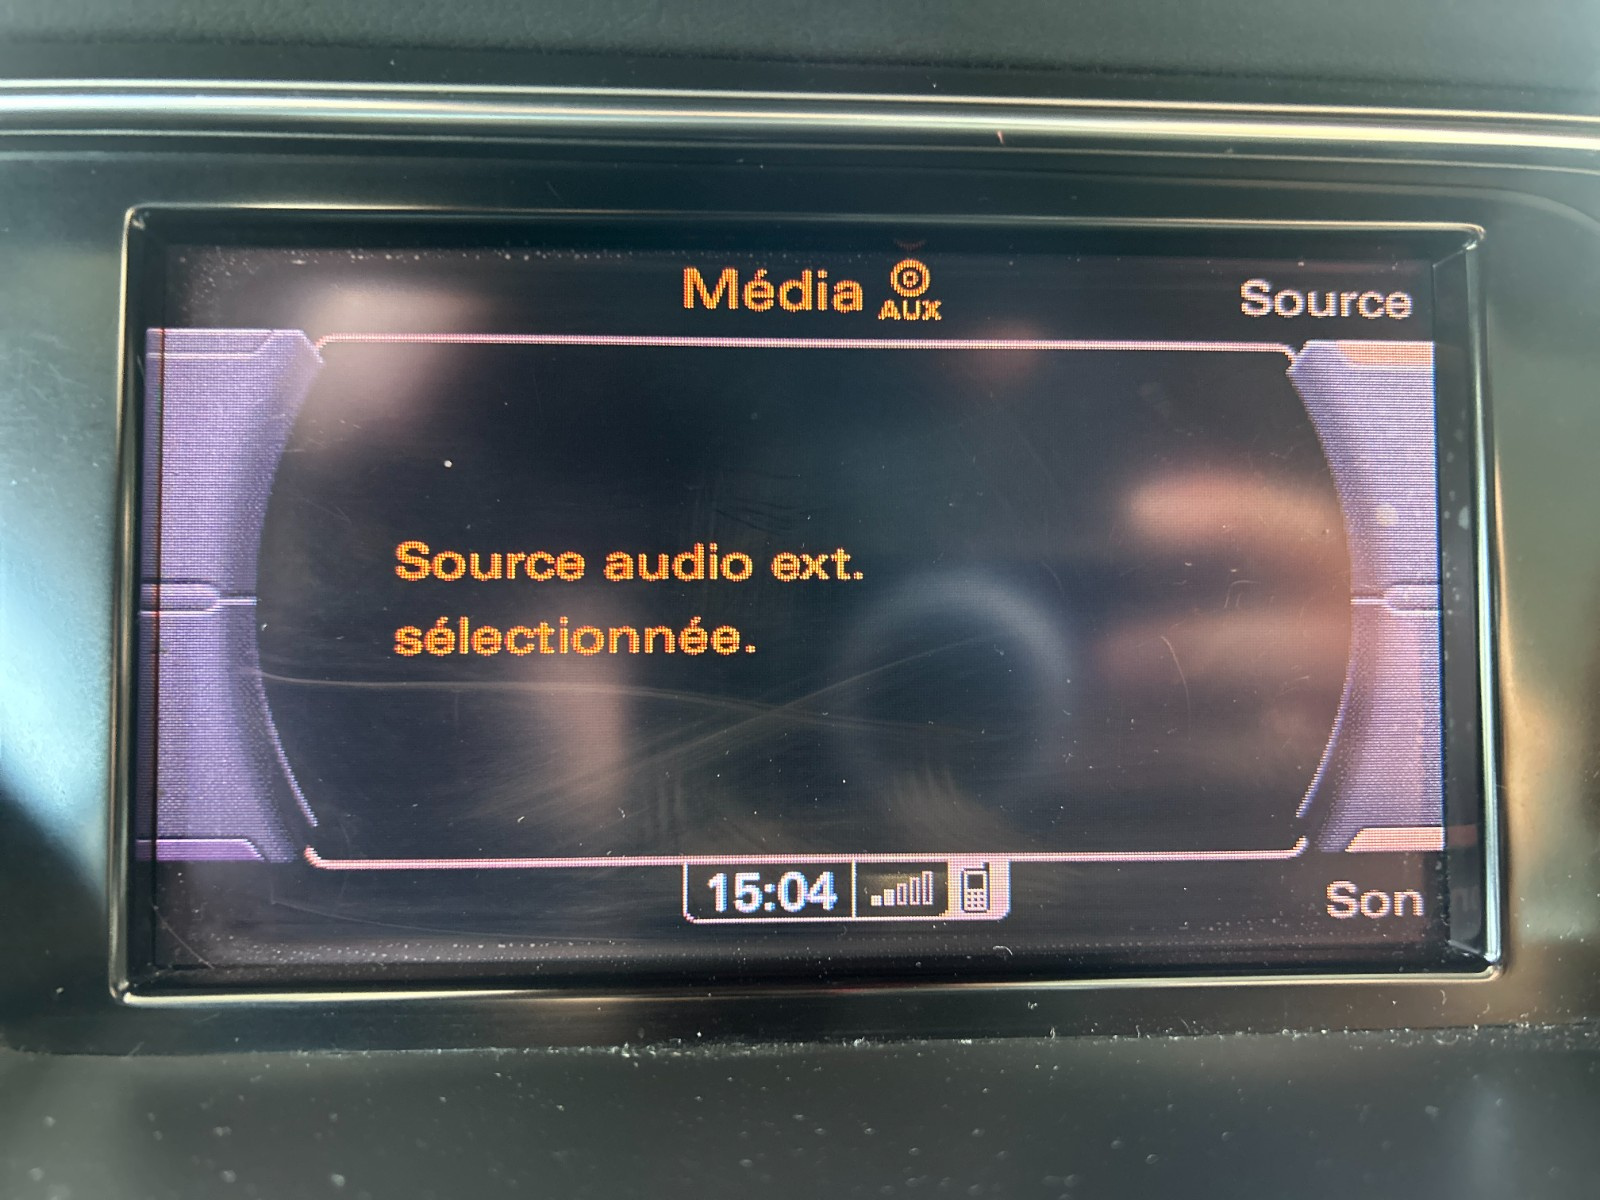 Média AUX
Source
Source audio ext.
sélectionnée.
15:04
Son